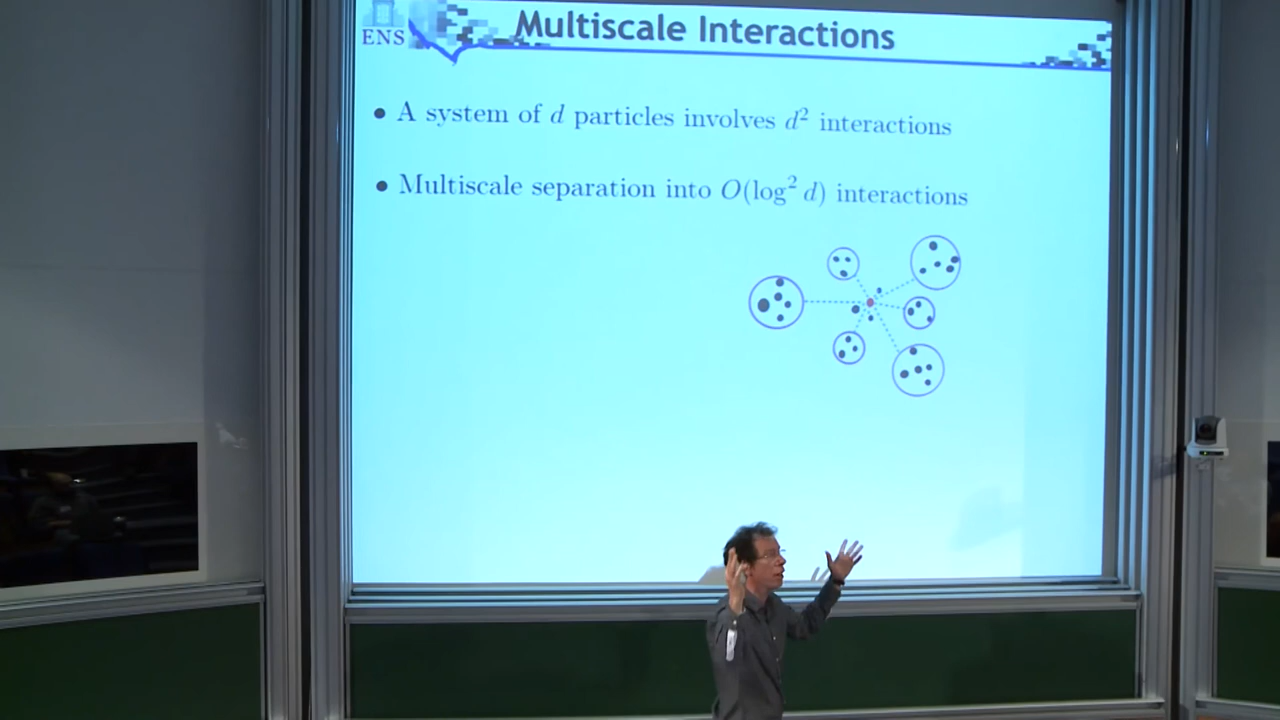 ENS
Multiscale Interactions
• A system of d particles involves d² interactions
• Multiscale separation into O(log² d) interactions